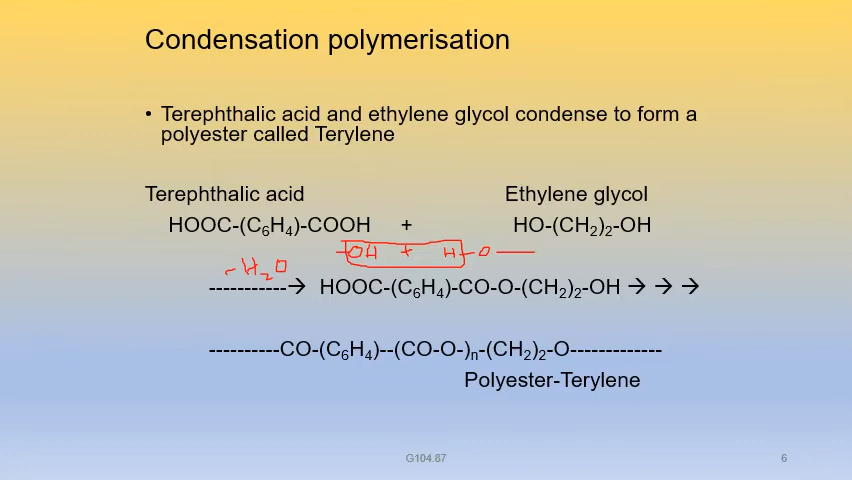 Condensation polymerisation
• Terephthalic acid and ethylene glycol condense to form a
polyester called Terylene
Terephthalic acid Ethylene glycol
HOOC-(C₆H₄)-COOH + HO-(CH₂)₂-OH
-OH + H-O-
- H₂O
-----------→ HOOC-(C₆H₄)-CO-O-(CH₂)₂-OH → → →
----------CO-(C₆H₄)--(CO-O-)ₙ-(CH₂)₂-O-------------
Polyester-Terylene
G104.87 6